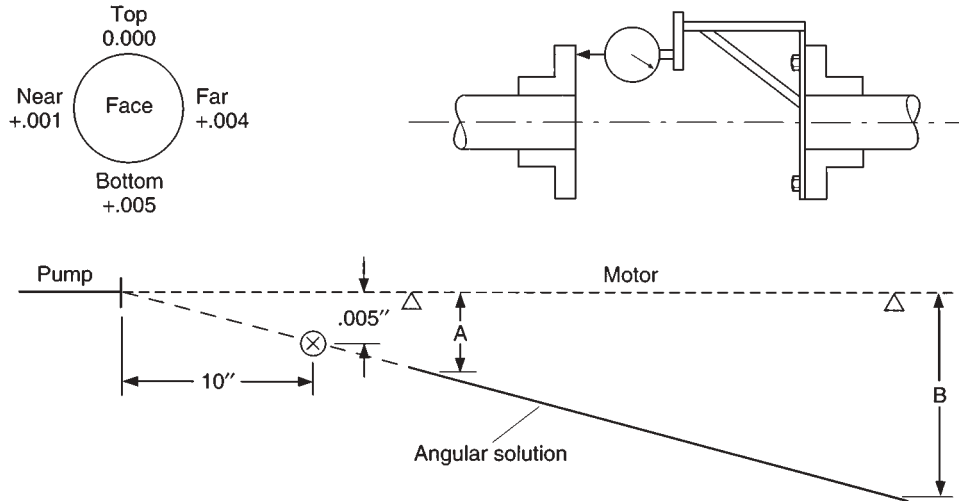 Top
0.000
Near
+.001
Face
Far
+.004
Bottom
+.005
Pump
Motor
.005"
A
10"
B
Angular solution